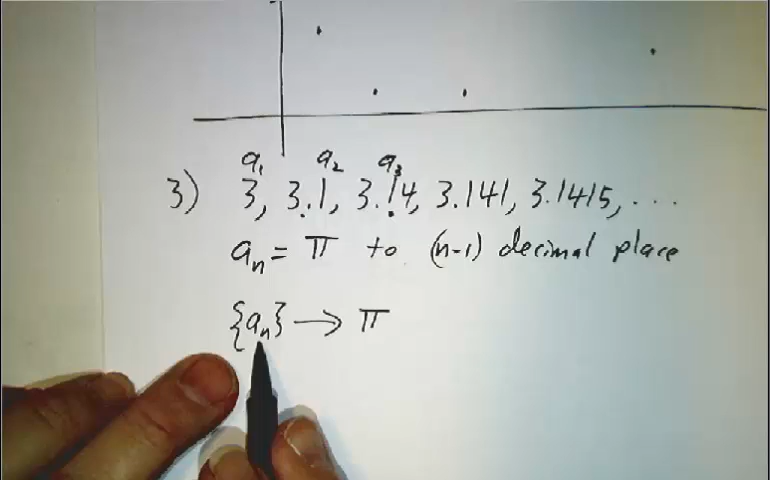 a₁ a₂ a₃
3) 3, 3.1, 3.14, 3.141, 3.1415, ...
aₙ = π to (n-1) decimal place
{aₙ} → π